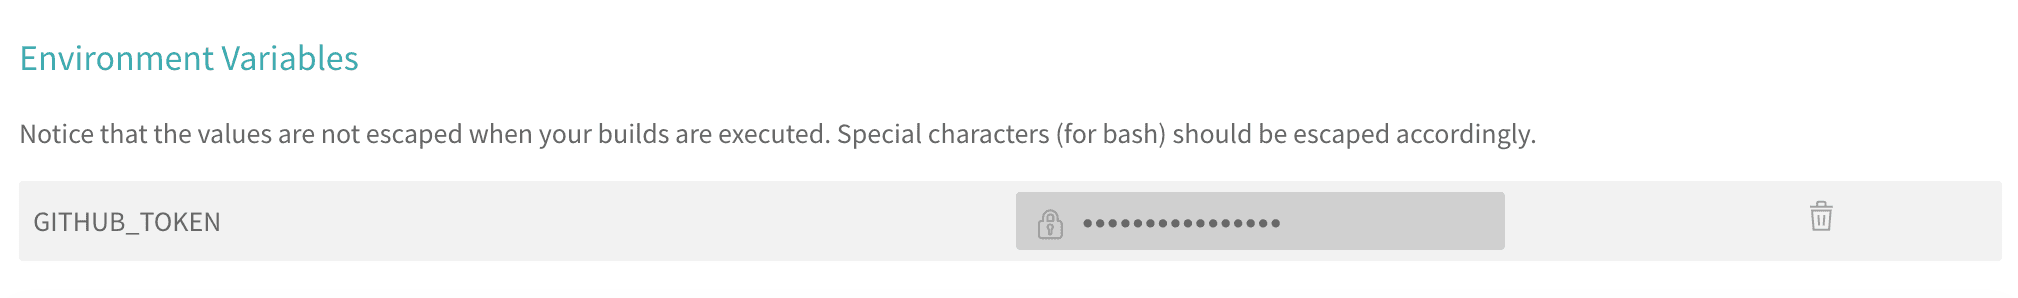 Environment Variables
Notice that the values are not escaped when your builds are executed. Special characters (for bash) should be escaped accordingly.
GITHUB_TOKEN ••••••••••••••••